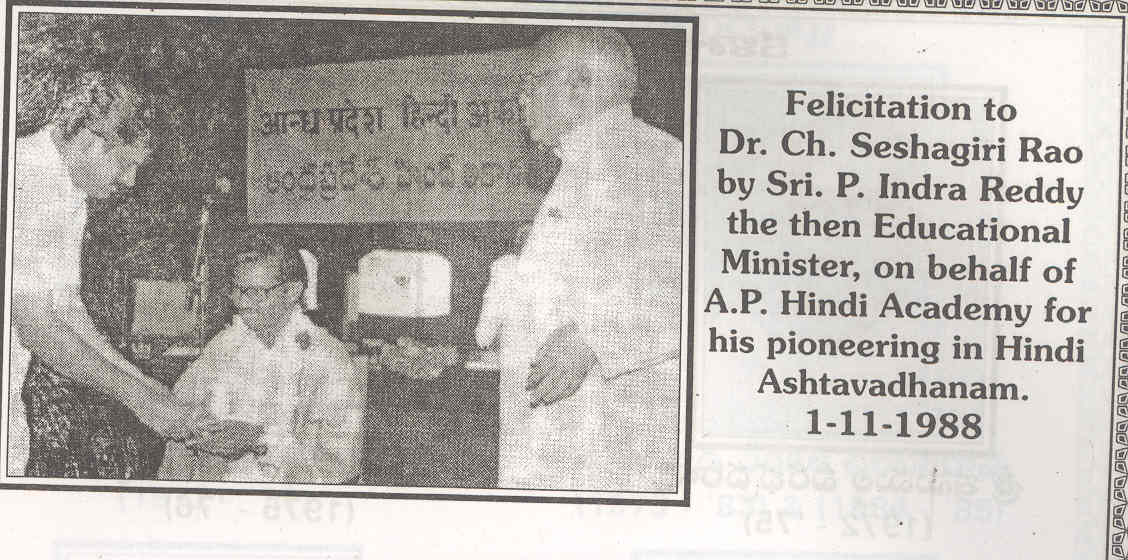 आन्ध्र प्रदेश हिन्दी अका
ఆంధ్రప్రదేశ్ హిందీ అకా
Felicitation to
Dr. Ch. Seshagiri Rao
by Sri. P. Indra Reddy
the then Educational
Minister, on behalf of
A.P. Hindi Academy for
his pioneering in Hindi
Ashtavadhanam.
1-11-1988